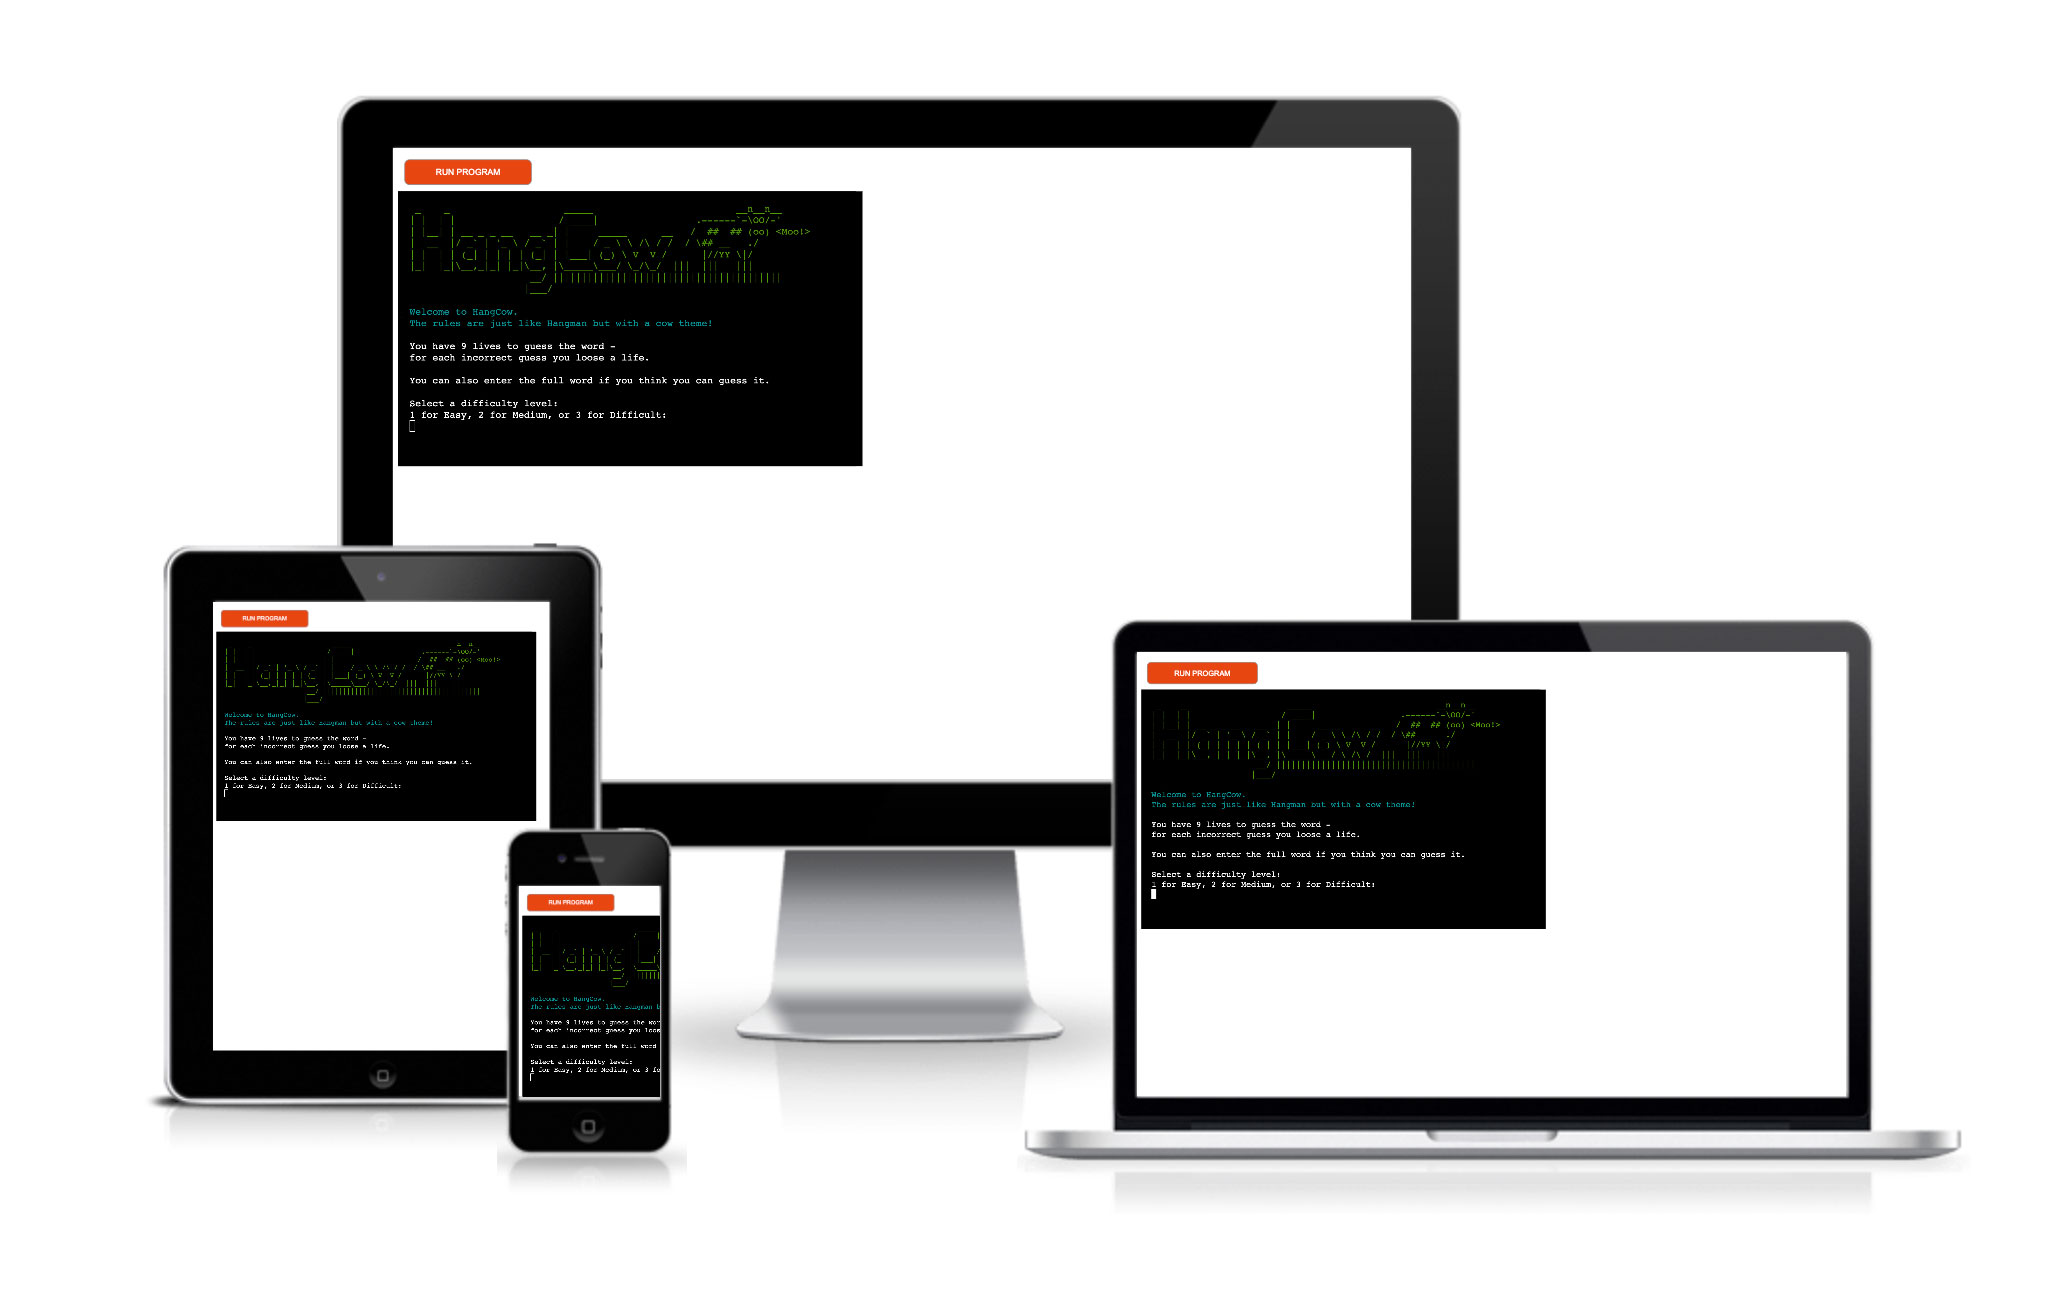 RUN PROGRAM
HangCow
## ## (oo) <Moo!>
Welcome to HangCow.
The rules are just like Hangman but with a cow theme!
You have 9 lives to guess the word -
for each incorrect guess you loose a life.
You can also enter the full word if you think you can guess it.
Select a difficulty level:
1 for Easy, 2 for Medium, or 3 for Difficult:
RUN PROGRAM
HangCow
## ## (oo) <Moo!>
Welcome to HangCow.
The rules are just like Hangman but with a cow theme!
You have 9 lives to guess the word -
for each incorrect guess you loose a life.
You can also enter the full word if you think you can guess it.
Select a difficulty level:
1 for Easy, 2 for Medium, or 3 for Difficult:
RUN PROGRAM
HangCow
## ## (oo) <Moo!>
Welcome to HangCow.
The rules are just like Hangman but with a cow theme!
You have 9 lives to guess the word -
for each incorrect guess you loose a life.
You can also enter the full word if you think you can guess it.
Select a difficulty level:
1 for Easy, 2 for Medium, or 3 for Difficult:
RUN PROGRAM
Hang
Welcome to HangCow.
The rules are just like Hangman b
You have 9 lives to guess the wor
for each incorrect guess you loose
You can also enter the full word
Select a difficulty level:
1 for Easy, 2 for Medium, or 3 fo